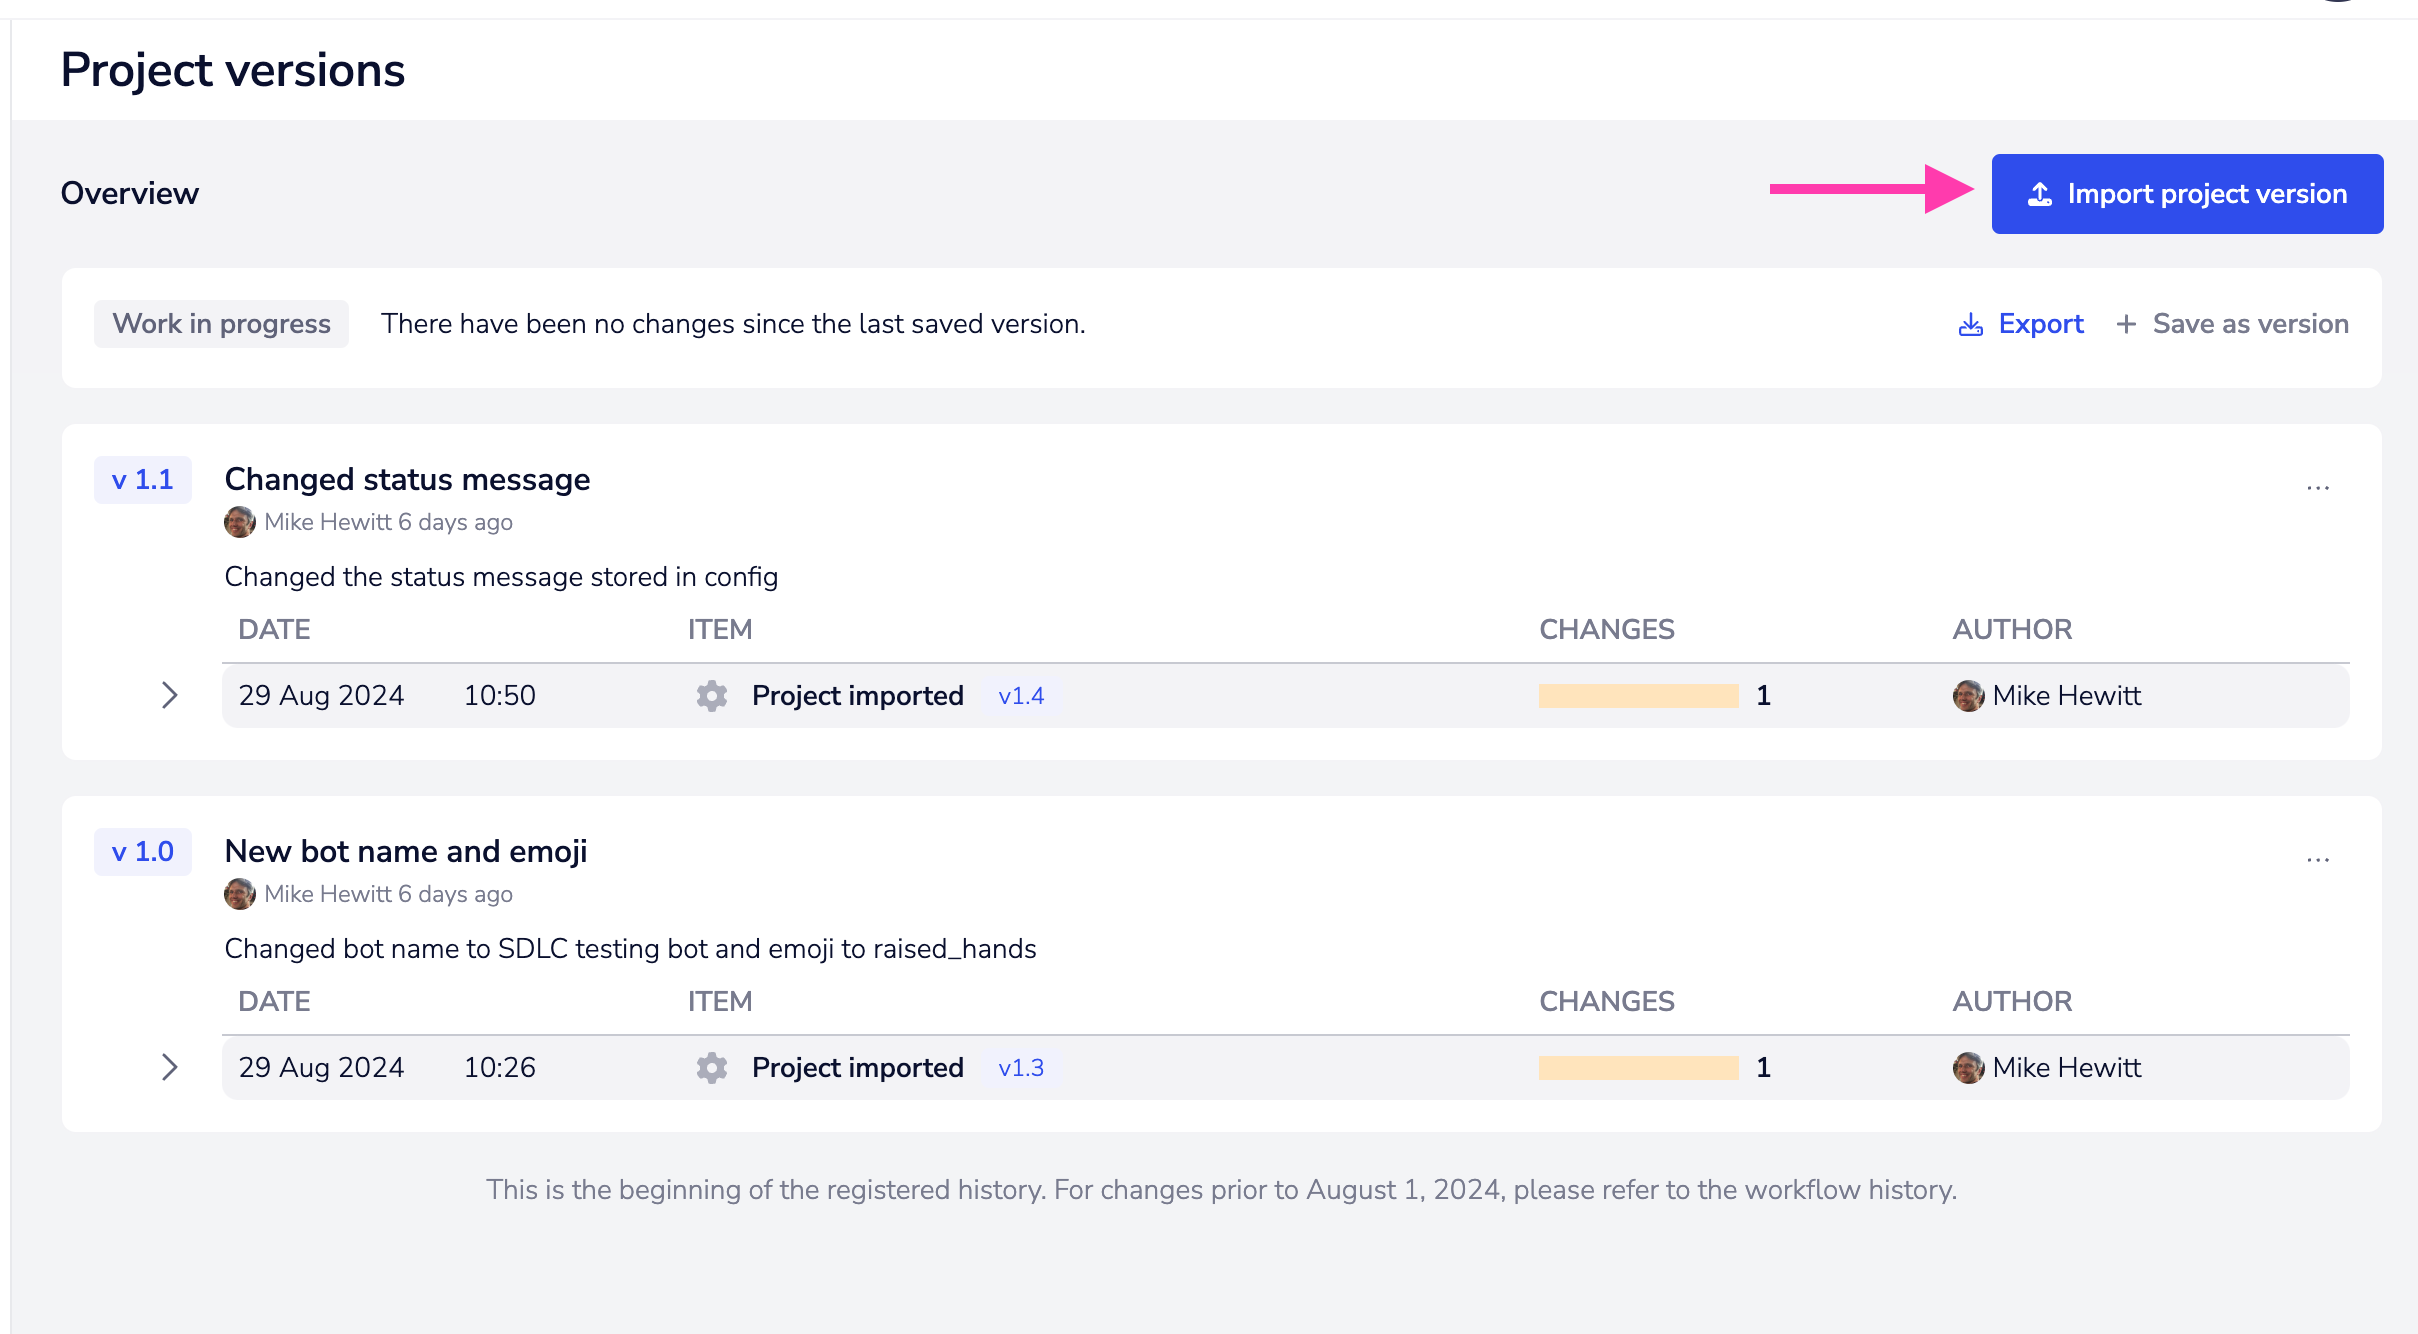 Project versions
Overview
Import project version
Work in progress There have been no changes since the last saved version. Export + Save as version
v 1.1 Changed status message ...
Mike Hewitt 6 days ago
Changed the status message stored in config
DATE ITEM CHANGES AUTHOR
29 Aug 2024 10:50 Project imported v1.4 1 Mike Hewitt
v 1.0 New bot name and emoji ...
Mike Hewitt 6 days ago
Changed bot name to SDLC testing bot and emoji to raised_hands
DATE ITEM CHANGES AUTHOR
29 Aug 2024 10:26 Project imported v1.3 1 Mike Hewitt
This is the beginning of the registered history. For changes prior to August 1, 2024, please refer to the workflow history.